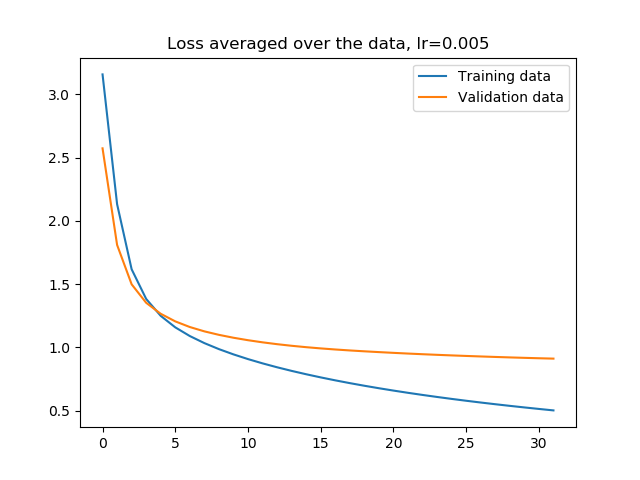 Loss averaged over the data, lr=0.005
Training data
Validation data
3.0
2.5
2.0
1.5
1.0
0.5
0 5 10 15 20 25 30